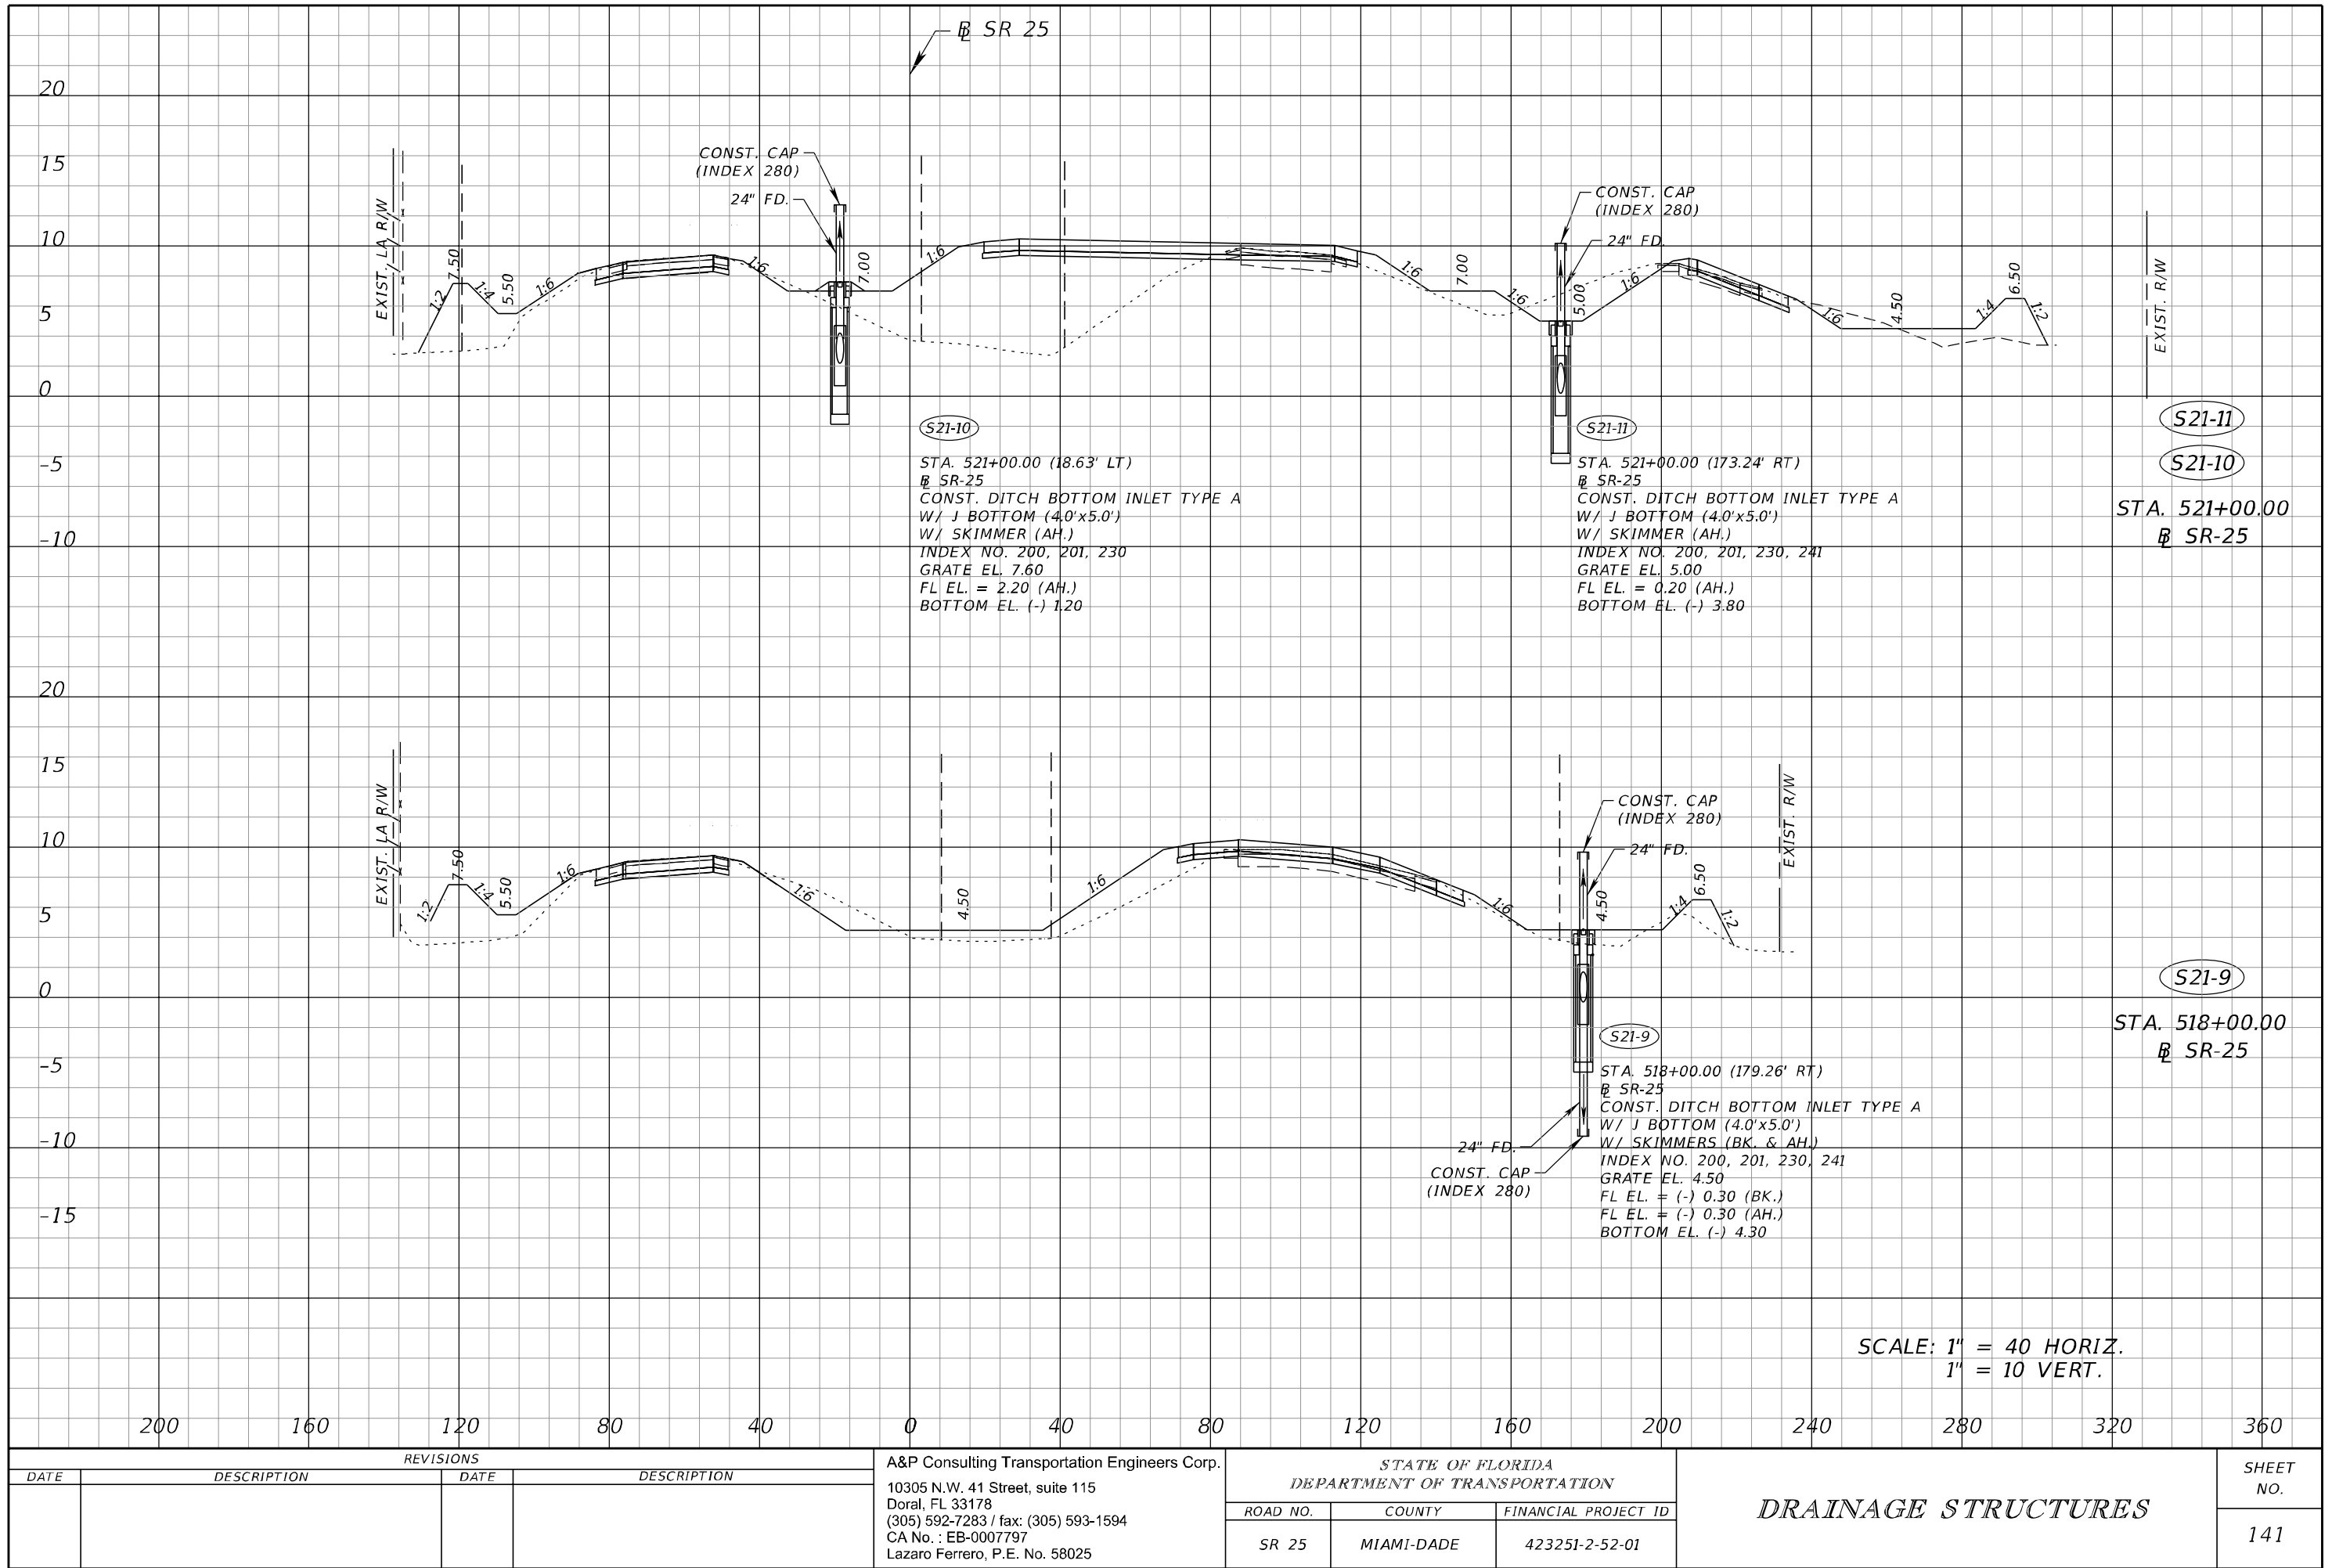 ℄ SR 25
20
15
10
5
0
-5
-10
EXIST. LA R/W
1:2
7.50
1:4
5.50
1:6
1:6
CONST. CAP
(INDEX 280)
24" FD.
7.00
1:6
1:6
7.00
1:6
CONST. CAP
(INDEX 280)
24" FD.
5.00
1:6
1:6
4.50
1:4
6.50
1:2
EXIST. R/W
S21-10
STA. 521+00.00 (18.63' LT)
℄ SR-25
CONST. DITCH BOTTOM INLET TYPE A
W/ J BOTTOM (4.0'x5.0')
W/ SKIMMER (AH.)
INDEX NO. 200, 201, 230
GRATE EL. 7.60
FL EL. = 2.20 (AH.)
BOTTOM EL. (-) 1.20
S21-11
STA. 521+00.00 (173.24' RT)
℄ SR-25
CONST. DITCH BOTTOM INLET TYPE A
W/ J BOTTOM (4.0'x5.0')
W/ SKIMMER (AH.)
INDEX NO. 200, 201, 230, 241
GRATE EL. 5.00
FL EL. = 0.20 (AH.)
BOTTOM EL. (-) 3.80
S21-11
S21-10
STA. 521+00.00
℄ SR-25
20
15
10
5
0
-5
-10
-15
EXIST. LA R/W
1:2
7.50
1:4
5.50
1:6
1:6
4.50
1:6
1:6
CONST. CAP
(INDEX 280)
24" FD.
4.50
1:4
6.50
1:2
EXIST. R/W
S21-9
STA. 518+00.00 (179.26' RT)
℄ SR-25
CONST. DITCH BOTTOM INLET TYPE A
W/ J BOTTOM (4.0'x5.0')
W/ SKIMMERS (BK. & AH.)
INDEX NO. 200, 201, 230, 241
GRATE EL. 4.50
FL EL. = (-) 0.30 (BK.)
FL EL. = (-) 0.30 (AH.)
BOTTOM EL. (-) 4.30
24" FD.
CONST. CAP
(INDEX 280)
S21-9
STA. 518+00.00
℄ SR-25
SCALE: 1" = 40 HORIZ.
1" = 10 VERT.
200 160 120 80 40 0 40 80 120 160 200 240 280 320 360
REVISIONS
DATE DESCRIPTION DATE DESCRIPTION
A&P Consulting Transportation Engineers Corp.
10305 N.W. 41 Street, suite 115
Doral, FL 33178
(305) 592-7283 / fax: (305) 593-1594
CA No. : EB-0007797
Lazaro Ferrero, P.E. No. 58025
STATE OF FLORIDA
DEPARTMENT OF TRANSPORTATION
ROAD NO. COUNTY FINANCIAL PROJECT ID
SR 25 MIAMI-DADE 423251-2-52-01
DRAINAGE STRUCTURES
SHEET
NO.
141